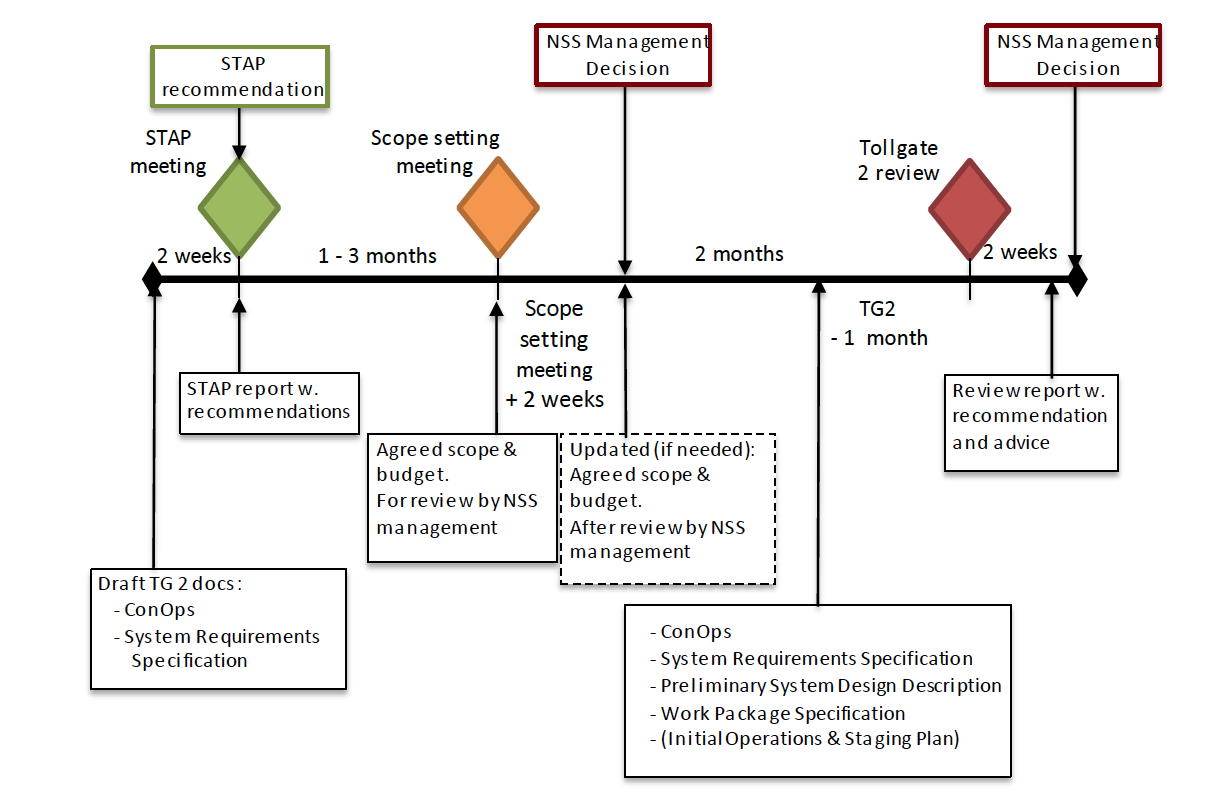 NSS Management
Decision
NSS Management
Decision
STAP
recommendation
STAP
meeting
Scope setting
meeting
Tollgate
2 review
2 weeks
1 - 3 months
2 months
2 weeks
Scope
setting
meeting
+ 2 weeks
TG2
- 1 month
STAP report w.
recommendations
Review report w.
recommendation
and advice
Agreed scope &
budget.
For review by NSS
management
Updated (if needed):
Agreed scope &
budget.
After review by NSS
management
Draft TG 2 docs:
- ConOps
- System Requirements
Specification
- ConOps
- System Requirements Specification
- Preliminary System Design Description
- Work Package Specification
- (Initial Operations & Staging Plan)